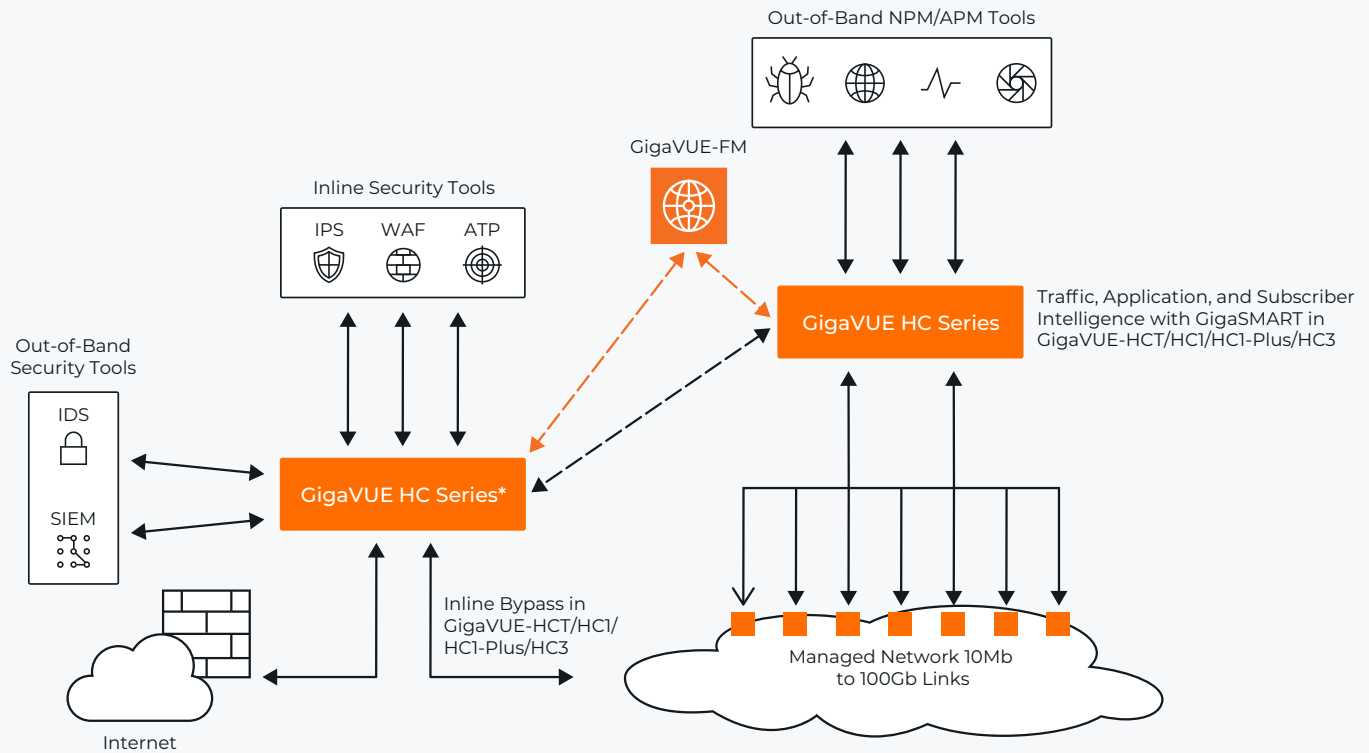 Out-of-Band NPM/APM Tools
GigaVUE-FM
Inline Security Tools
IPS WAF ATP
GigaVUE HC Series
Traffic, Application, and Subscriber
Intelligence with GigaSMART in
GigaVUE-HCT/HC1/HC1-Plus/HC3
Out-of-Band
Security Tools
IDS
SIEM
GigaVUE HC Series*
Inline Bypass in
GigaVUE-HCT/HC1/
HC1-Plus/HC3
Managed Network 10Mb
to 100Gb Links
Internet